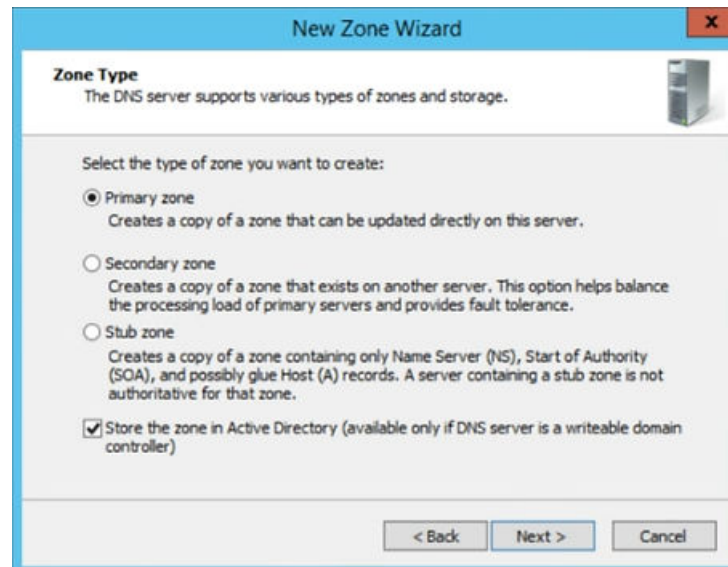 New Zone Wizard
x
Zone Type
The DNS server supports various types of zones and storage.
Select the type of zone you want to create:
Primary zone
Creates a copy of a zone that can be updated directly on this server.
Secondary zone
Creates a copy of a zone that exists on another server. This option helps balance
the processing load of primary servers and provides fault tolerance.
Stub zone
Creates a copy of a zone containing only Name Server (NS), Start of Authority
(SOA), and possibly glue Host (A) records. A server containing a stub zone is not
authoritative for that zone.
Store the zone in Active Directory (available only if DNS server is a writeable domain
controller)
< Back Next > Cancel